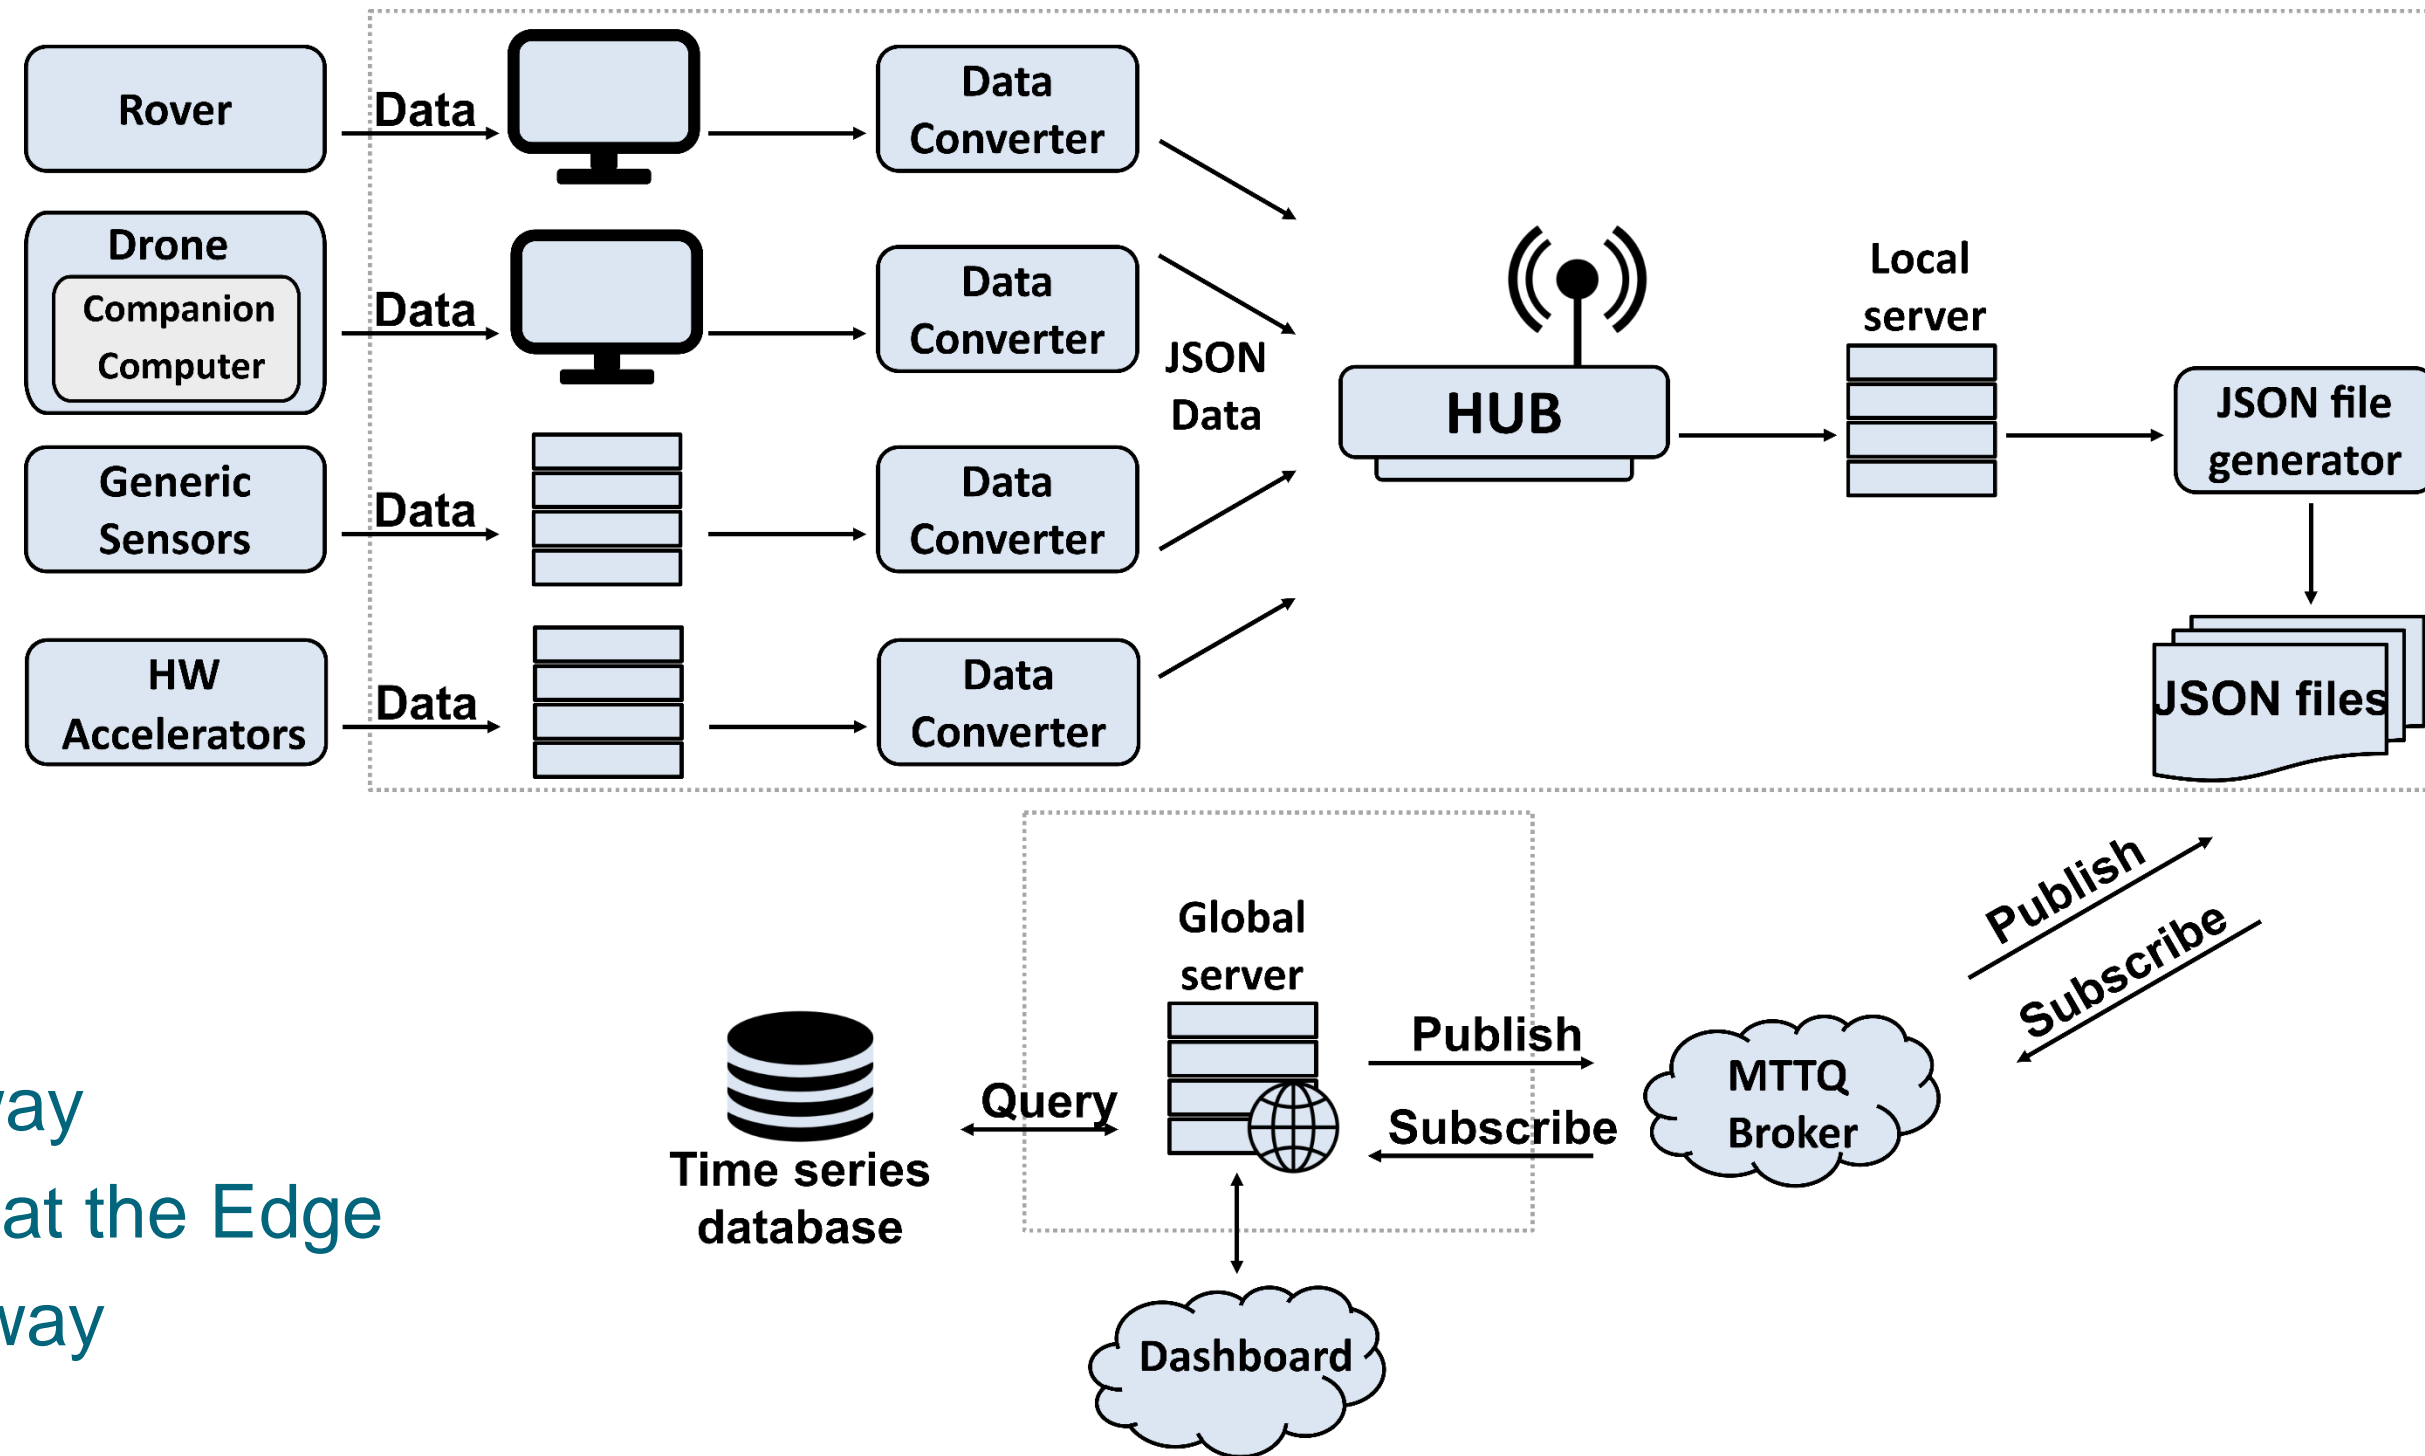 Rover
Data
Data
Converter
Drone
Companion
Computer
Data
Data
Converter
JSON
Data
HUB
Local
server
JSON file
generator
Generic
Sensors
Data
Data
Converter
HW
Accelerators
Data
Data
Converter
JSON files
Publish
Subscribe
Global
server
Publish
Subscribe
MTTQ
Broker
Query
Time series
database
Dashboard
way
at the Edge
way